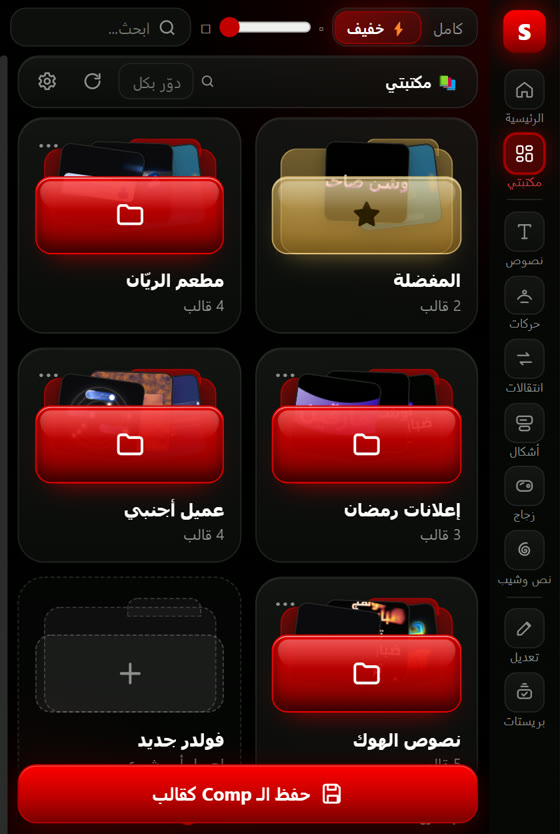 S
كامل
خفيف
ابحث...
مكتبتي
دوّر بكل
الرئيسية
مكتبتي
نصوص
حركات
انتقالات
أشكال
زجاج
نص وشيب
تعديل
بريستات
المفضلة
2 قالب
مطعم الريّان
4 قالب
إعلانات رمضان
3 قالب
عميل أجنبي
4 قالب
نصوص الهوك
5 قالب
فولدر جديد
حفظ الـ Comp كقالب